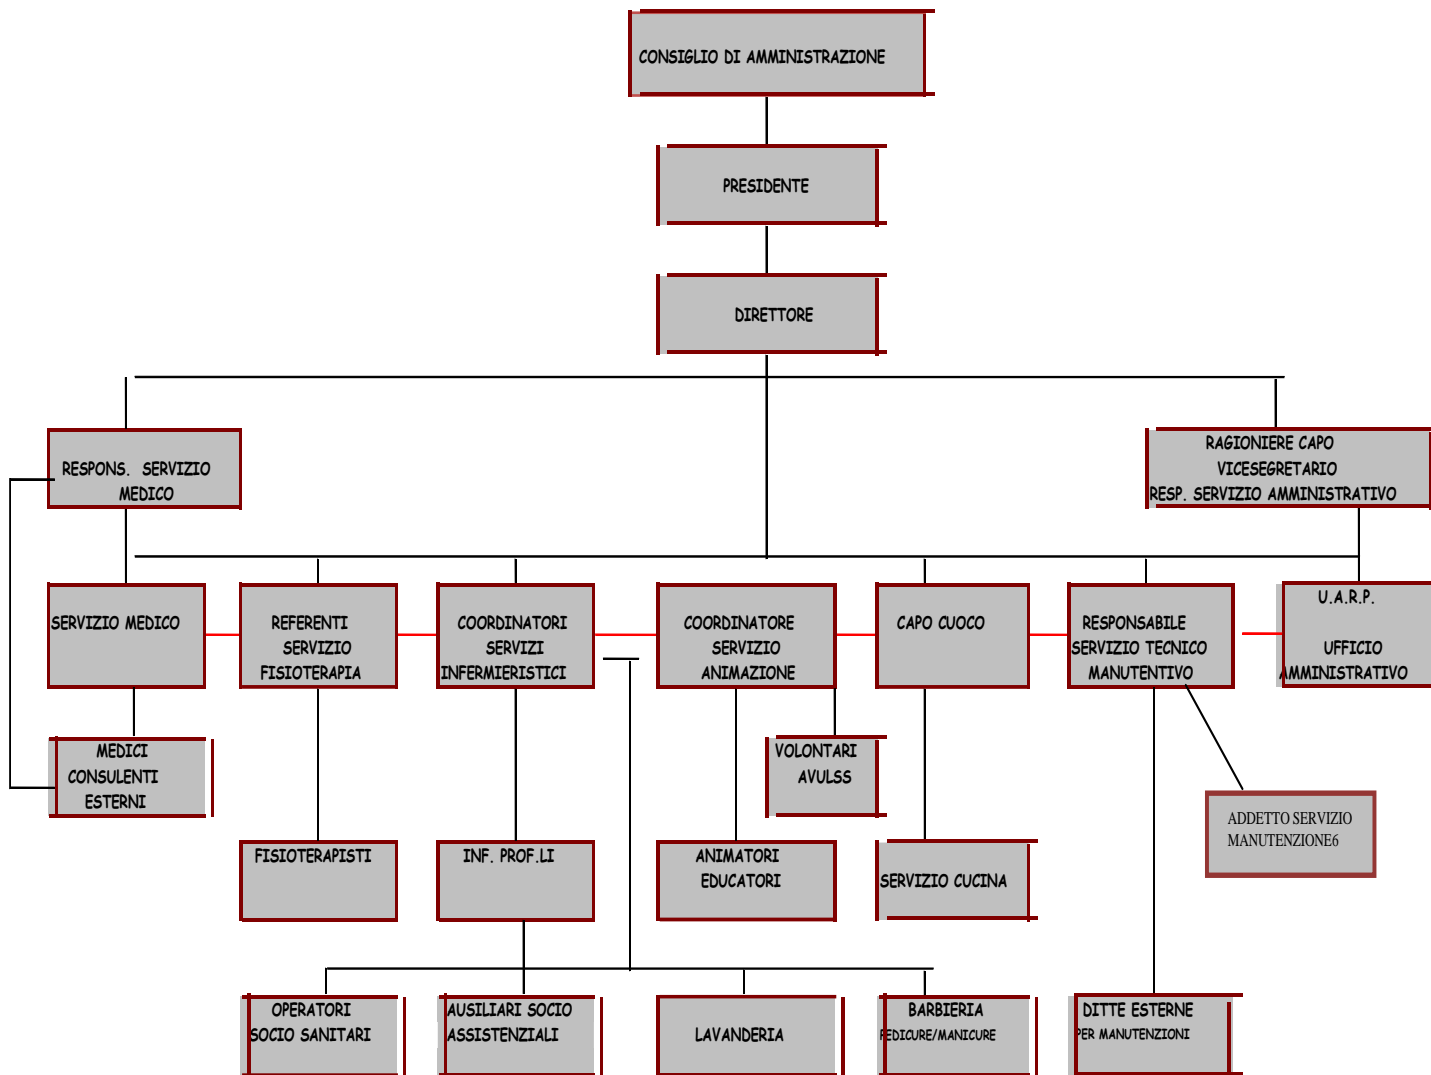 CONSIGLIO DI AMMINISTRAZIONE
PRESIDENTE
DIRETTORE
RESPONS. SERVIZIO
MEDICO
RAGIONIERE CAPO
VICESEGRETARIO
RESP. SERVIZIO AMMINISTRATIVO
SERVIZIO MEDICO
REFERENTI
SERVIZIO
FISIOTERAPIA
COORDINATORI
SERVIZI
INFERMIERISTICI
COORDINATORE
SERVIZIO
ANIMAZIONE
CAPO CUOCO
RESPONSABILE
SERVIZIO TECNICO
MANUTENTIVO
U.A.R.P.
UFFICIO
AMMINISTRATIVO
MEDICI
CONSULENTI
ESTERNI
VOLONTARI
AVULSS
ADDETTO SERVIZIO
MANUTENZIONE6
FISIOTERAPISTI
INF. PROF.LI
ANIMATORI
EDUCATORI
SERVIZIO CUCINA
OPERATORI
SOCIO SANITARI
AUSILIARI SOCIO
ASSISTENZIALI
LAVANDERIA
BARBIERIA
PEDICURE/MANICURE
DITTE ESTERNE
PER MANUTENZIONI